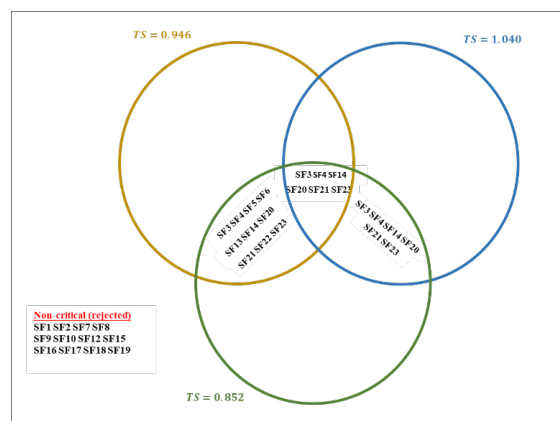 TS = 0.946
TS = 1.040
SF3 SF4 SF14
SF20 SF21 SF23
SF3 SF4 SF5 SF6
SF13 SF14 SF20
SF21 SF22 SF23
SF3 SF4 SF14 SF20
SF21 SF23
Non-critical (rejected)
SF1 SF2 SF7 SF8
SF9 SF10 SF12 SF15
SF16 SF17 SF18 SF19
TS = 0.852